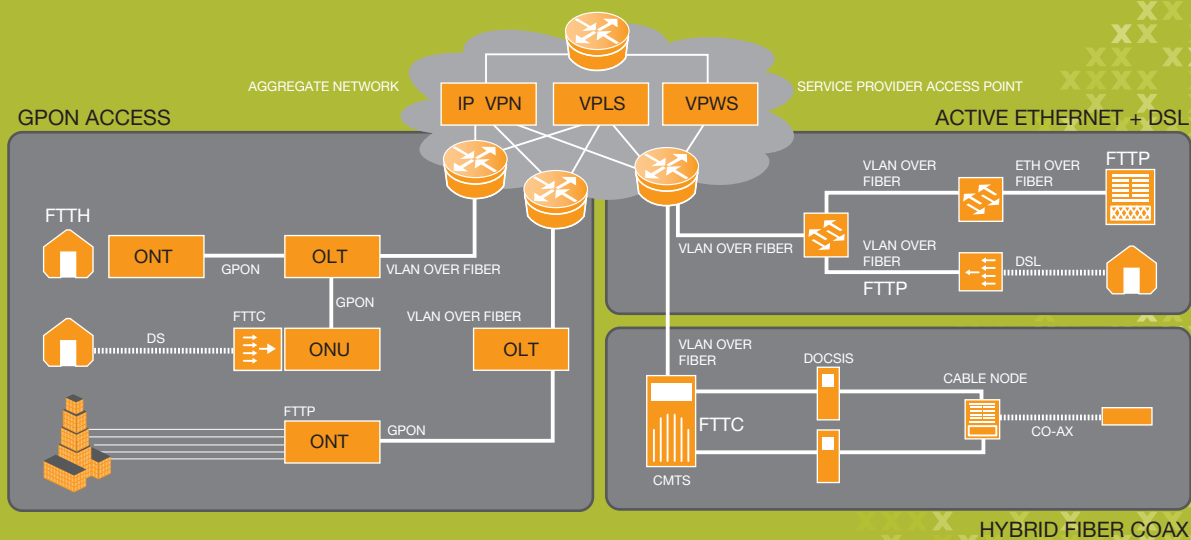 AGGREGATE NETWORK
SERVICE PROVIDER ACCESS POINT
IP VPN
VPLS
VPWS
GPON ACCESS
FTTH
ONT
GPON
OLT
VLAN OVER FIBER
GPON
DS
FTTC
ONU
VLAN OVER FIBER
OLT
FTTP
ONT
GPON
ACTIVE ETHERNET + DSL
VLAN OVER FIBER
VLAN OVER
FIBER
ETH OVER
FIBER
FTTP
VLAN OVER
FIBER
FTTP
DSL
VLAN OVER
FIBER
FTTC
CMTS
DOCSIS
CABLE NODE
CO-AX
HYBRID FIBER COAX